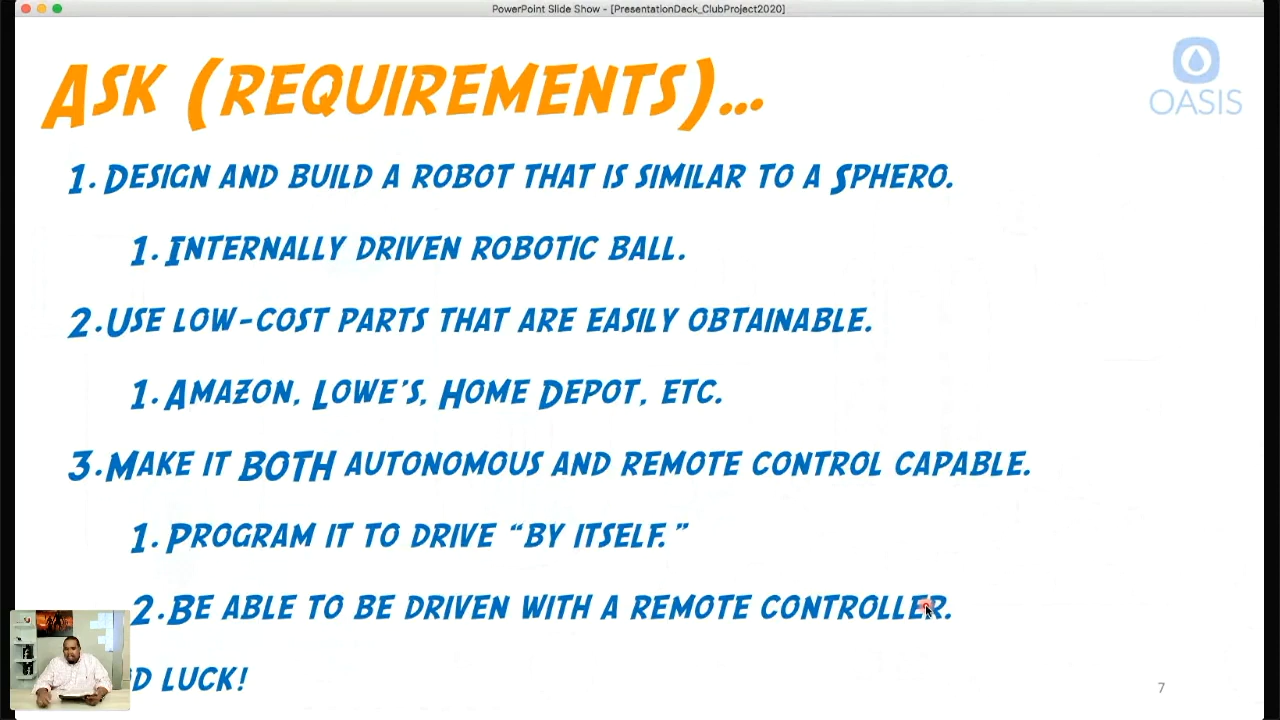 PowerPoint Slide Show - [PresentationDeck_ClubProject2020]
OASIS
ASK (REQUIREMENTS)...
1. DESIGN AND BUILD A ROBOT THAT IS SIMILAR TO A SPHERO.
1. INTERNALLY DRIVEN ROBOTIC BALL.
2. USE LOW-COST PARTS THAT ARE EASILY OBTAINABLE.
1. AMAZON, LOWE'S, HOME DEPOT, ETC.
3. MAKE IT BOTH AUTONOMOUS AND REMOTE CONTROL CAPABLE.
1. PROGRAM IT TO DRIVE “BY ITSELF.”
2. BE ABLE TO BE DRIVEN WITH A REMOTE CONTROLLER.
LUCK!
7